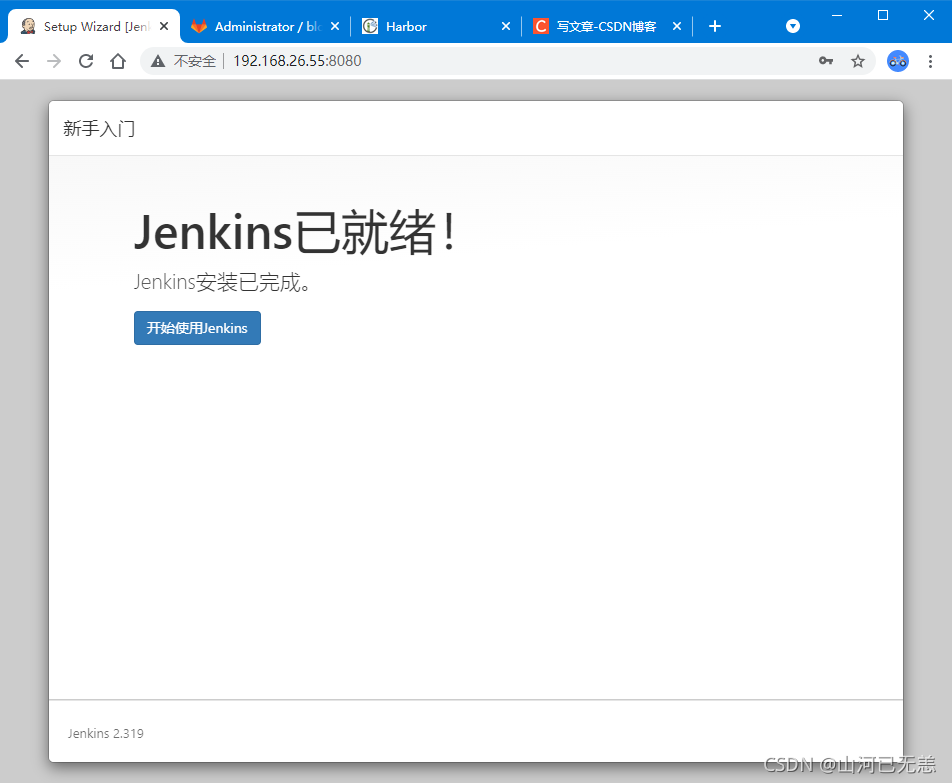 Setup Wizard [Jenk
Administrator / blo
Harbor
写文章-CSDN博客
不安全
192.168.26.55:8080
新手入门
Jenkins已就绪！
Jenkins安装已完成。
开始使用Jenkins
Jenkins 2.319
CSDN @山河已无恙